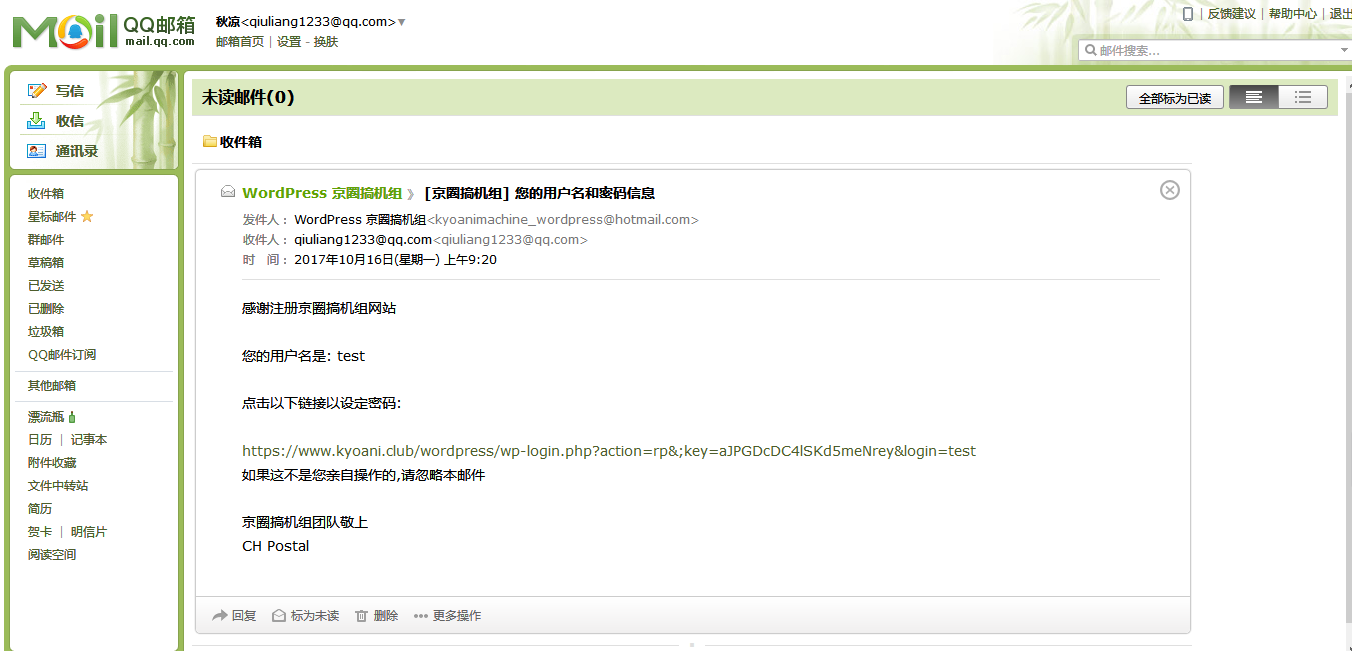 Mail QQ邮箱 mail.qq.com
秋凉<qiuliang1233@qq.com>
邮箱首页 | 设置 - 换肤
反馈建议 | 帮助中心 | 退出
邮件搜索...
写信
收信
通讯录
收件箱
星标邮件
群邮件
草稿箱
已发送
已删除
垃圾箱
QQ邮件订阅
其他邮箱
漂流瓶
日历 | 记事本
附件收藏
文件中转站
简历
贺卡 | 明信片
阅读空间
未读邮件(0)
全部标为已读
收件箱
WordPress 京圈搞机组 》 [京圈搞机组] 您的用户名和密码信息
发件人：WordPress 京圈搞机组<kyoanimachine_wordpress@hotmail.com>
收件人：qiuliang1233@qq.com<qiuliang1233@qq.com>
时 间：2017年10月16日(星期一) 上午9:20
感谢注册京圈搞机组网站
您的用户名是: test
点击以下链接以设定密码:
https://www.kyoani.club/wordpress/wp-login.php?action=rp&;key=aJPGDcDC4lSKd5meNrey&login=test
如果这不是您亲自操作的,请忽略本邮件
京圈搞机组团队敬上
CH Postal
回复 标为未读 删除 ••• 更多操作